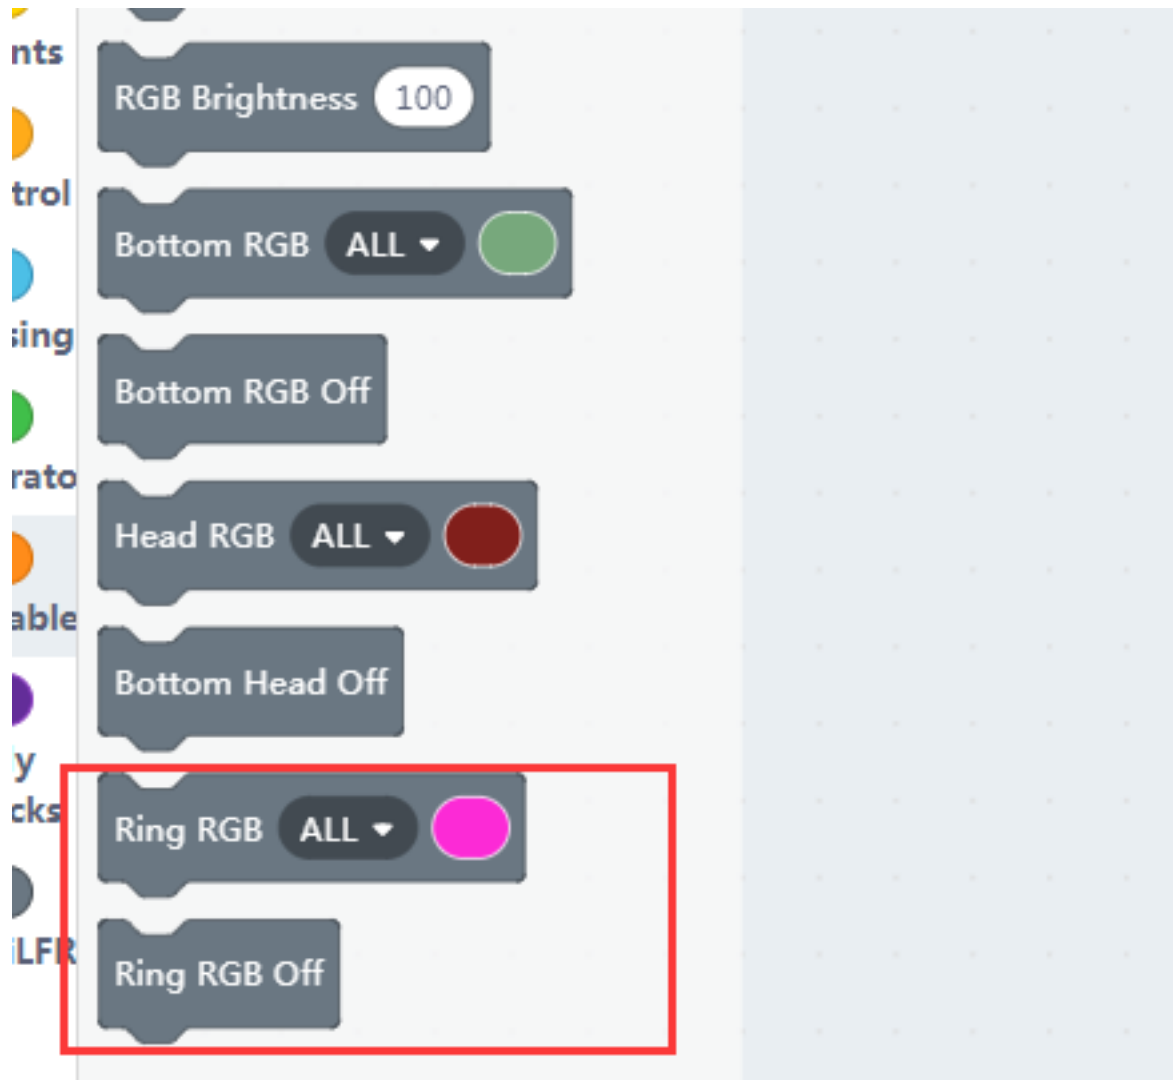 nts
RGB Brightness 100
trol
Bottom RGB ALL
sing
Bottom RGB Off
rato
Head RGB ALL
able
Bottom Head Off
y
cks
Ring RGB ALL
iLFR
Ring RGB Off